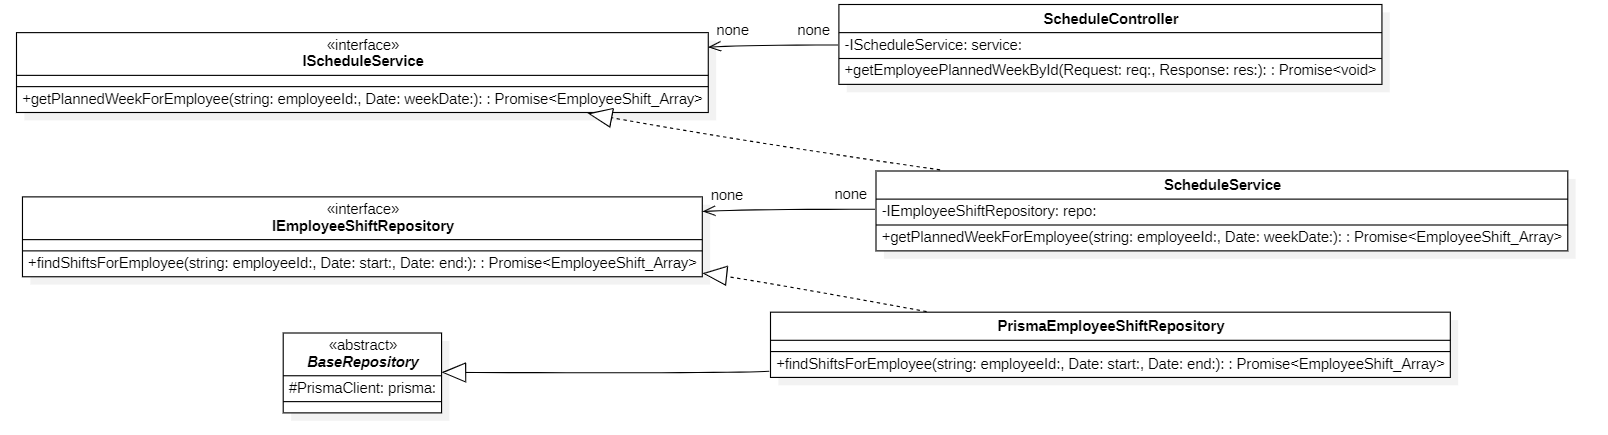 «interface»
IScheduleService
+getPlannedWeekForEmployee(string: employeeId:, Date: weekDate:): : Promise<EmployeeShift_Array>
none
none
ScheduleController
-IScheduleService: service:
+getEmployeePlannedWeekById(Request: req:, Response: res:): : Promise<void>
«interface»
IEmployeeShiftRepository
+findShiftsForEmployee(string: employeeId:, Date: start:, Date: end:): : Promise<EmployeeShift_Array>
none
none
ScheduleService
-IEmployeeShiftRepository: repo:
+getPlannedWeekForEmployee(string: employeeId:, Date: weekDate:): : Promise<EmployeeShift_Array>
«abstract»
BaseRepository
#PrismaClient: prisma:
PrismaEmployeeShiftRepository
+findShiftsForEmployee(string: employeeId:, Date: start:, Date: end:): : Promise<EmployeeShift_Array>